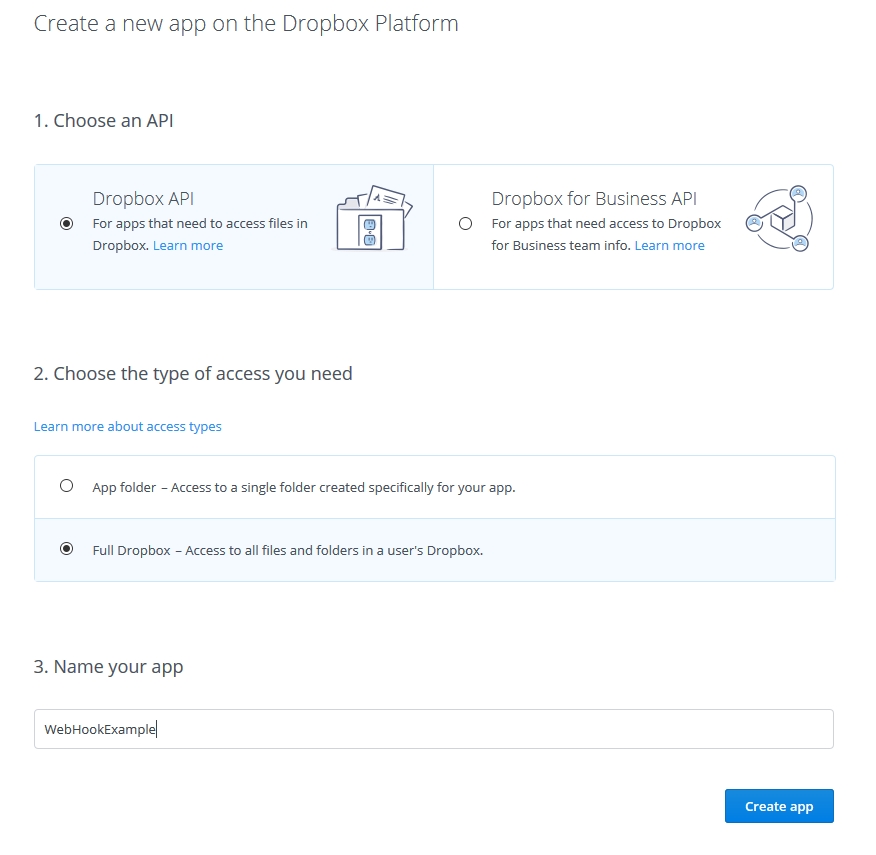 Create a new app on the Dropbox Platform
1. Choose an API
Dropbox API
For apps that need to access files in
Dropbox. Learn more
Dropbox for Business API
For apps that need access to Dropbox
for Business team info. Learn more
2. Choose the type of access you need
Learn more about access types
App folder – Access to a single folder created specifically for your app.
Full Dropbox – Access to all files and folders in a user's Dropbox.
3. Name your app
WebHookExample
Create app